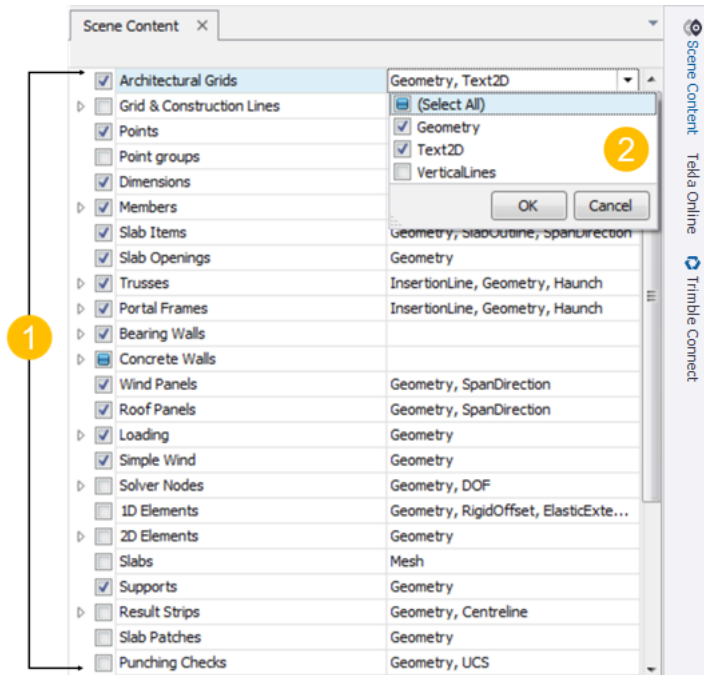 Scene Content
Architectural Grids Geometry, Text2D
Grid & Construction Lines (Select All)
Points Geometry
Point groups Text2D
2
Dimensions VerticalLines
Members
OK Cancel
Slab Items Geometry, SlabOutline, SpanDirection
Slab Openings Geometry
Trusses InsertionLine, Geometry, Haunch
Portal Frames InsertionLine, Geometry, Haunch
1
Bearing Walls
Concrete Walls
Wind Panels Geometry, SpanDirection
Roof Panels Geometry, SpanDirection
Loading Geometry
Simple Wind Geometry
Solver Nodes Geometry, DOF
1D Elements Geometry, RigidOffset, ElasticExte...
2D Elements Geometry
Slabs Mesh
Supports Geometry
Result Strips Geometry, Centreline
Slab Patches Geometry
Punching Checks Geometry, UCS
Scene Content
Tekla Online
Trimble Connect